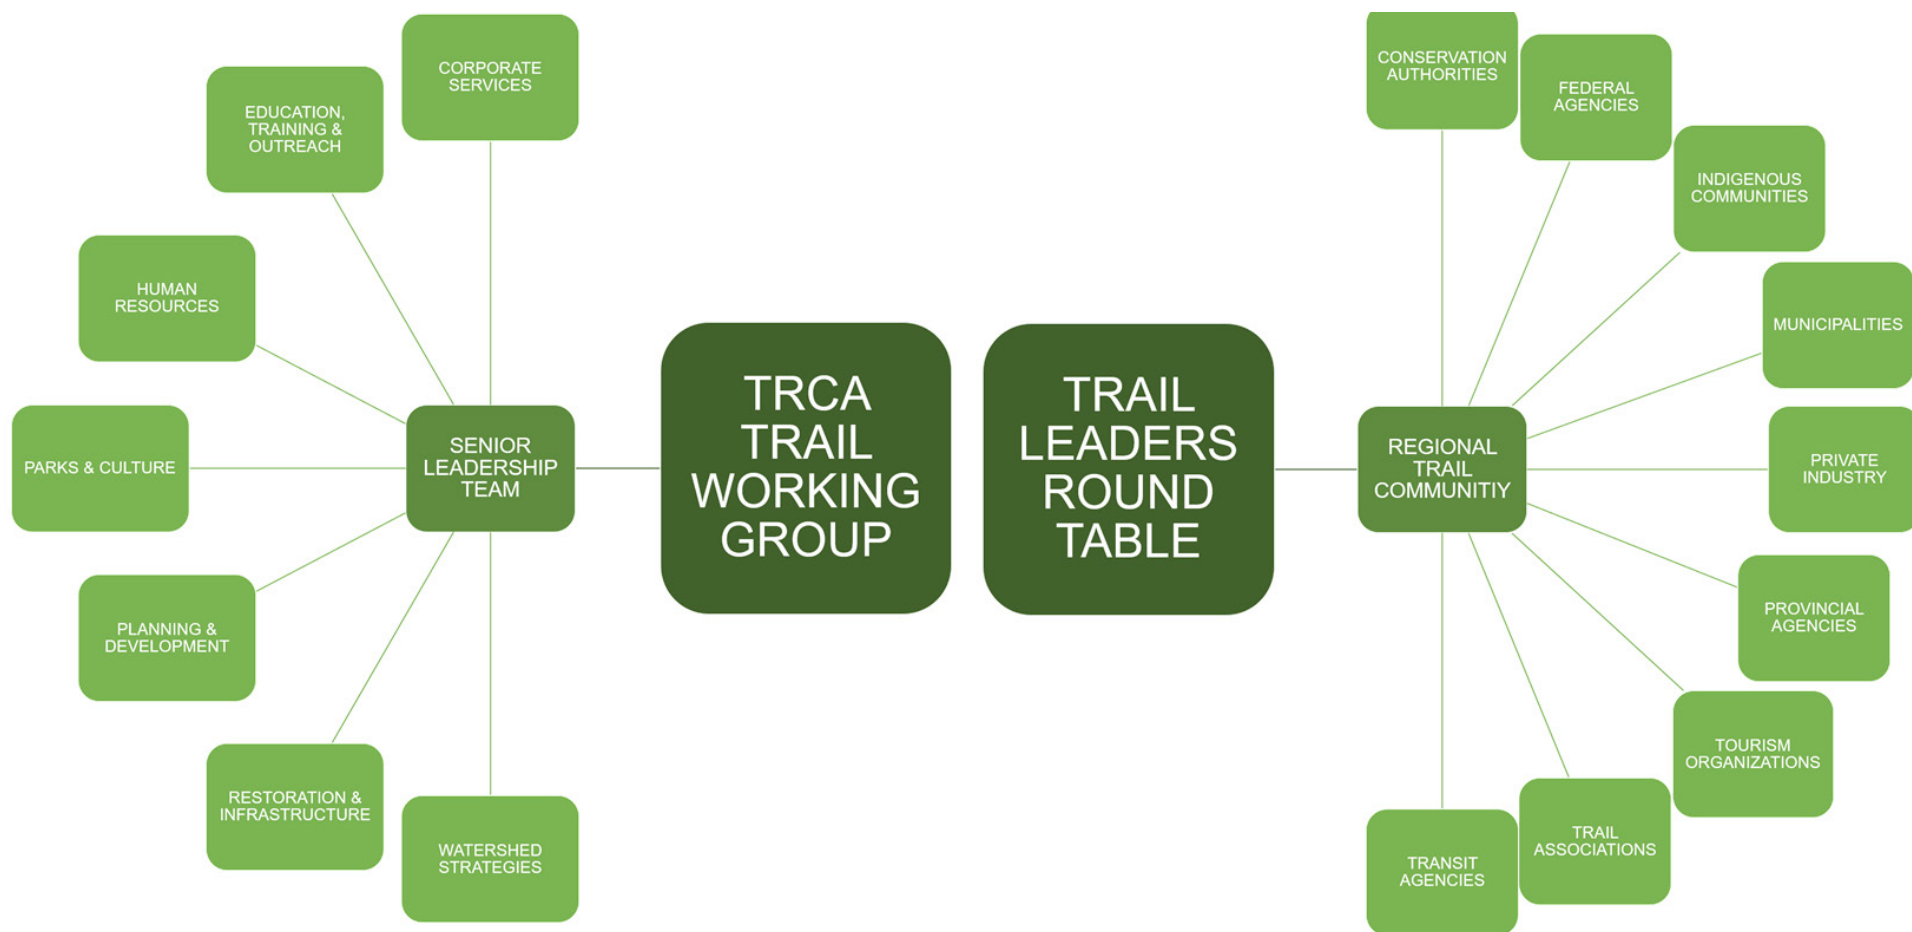 CORPORATE
SERVICES
EDUCATION,
TRAINING &
OUTREACH
HUMAN
RESOURCES
PARKS & CULTURE
PLANNING &
DEVELOPMENT
RESTORATION &
INFRASTRUCTURE
WATERSHED
STRATEGIES
SENIOR
LEADERSHIP
TEAM
TRCA
TRAIL
WORKING
GROUP
TRAIL
LEADERS
ROUND
TABLE
REGIONAL
TRAIL
COMMUNITIY
CONSERVATION
AUTHORITIES
FEDERAL
AGENCIES
INDIGENOUS
COMMUNITIES
MUNICIPALITIES
PRIVATE
INDUSTRY
PROVINCIAL
AGENCIES
TOURISM
ORGANIZATIONS
TRAIL
ASSOCIATIONS
TRANSIT
AGENCIES